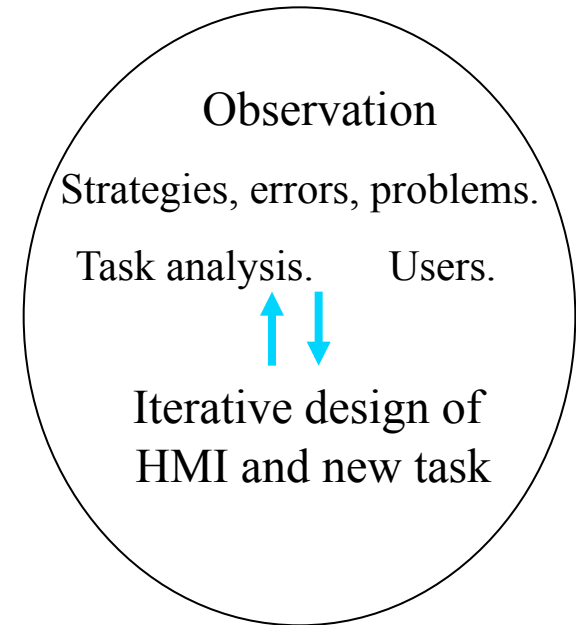 Observation
Strategies, errors, problems.
Task analysis. Users.
Iterative design of
HMI and new task